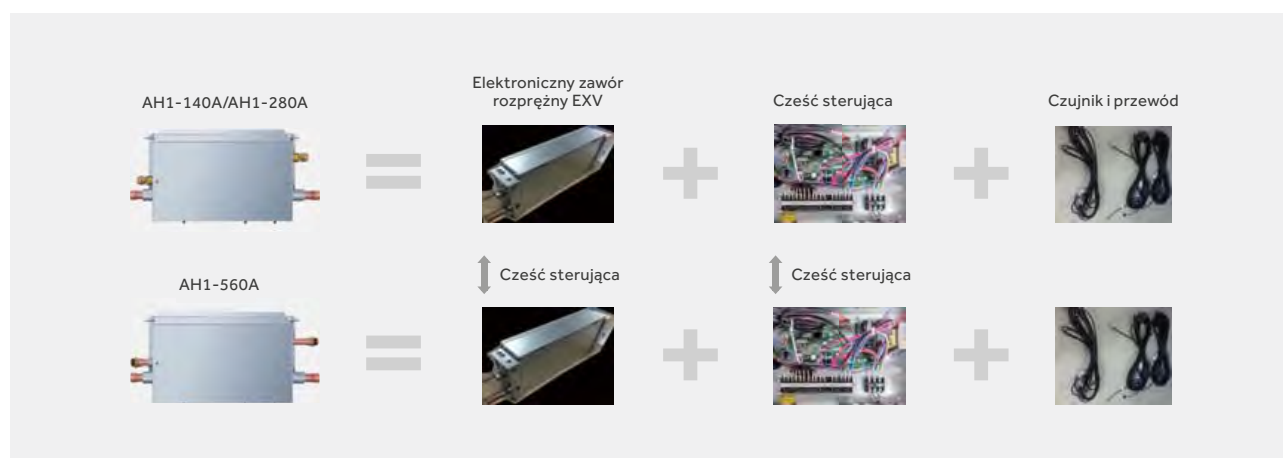 Elektroniczny zawór
rozprężny EXV
AH1-140A/AH1-280A
Cześć sterująca
Czujnik i przewód
Cześć sterująca
Cześć sterująca
AH1-560A